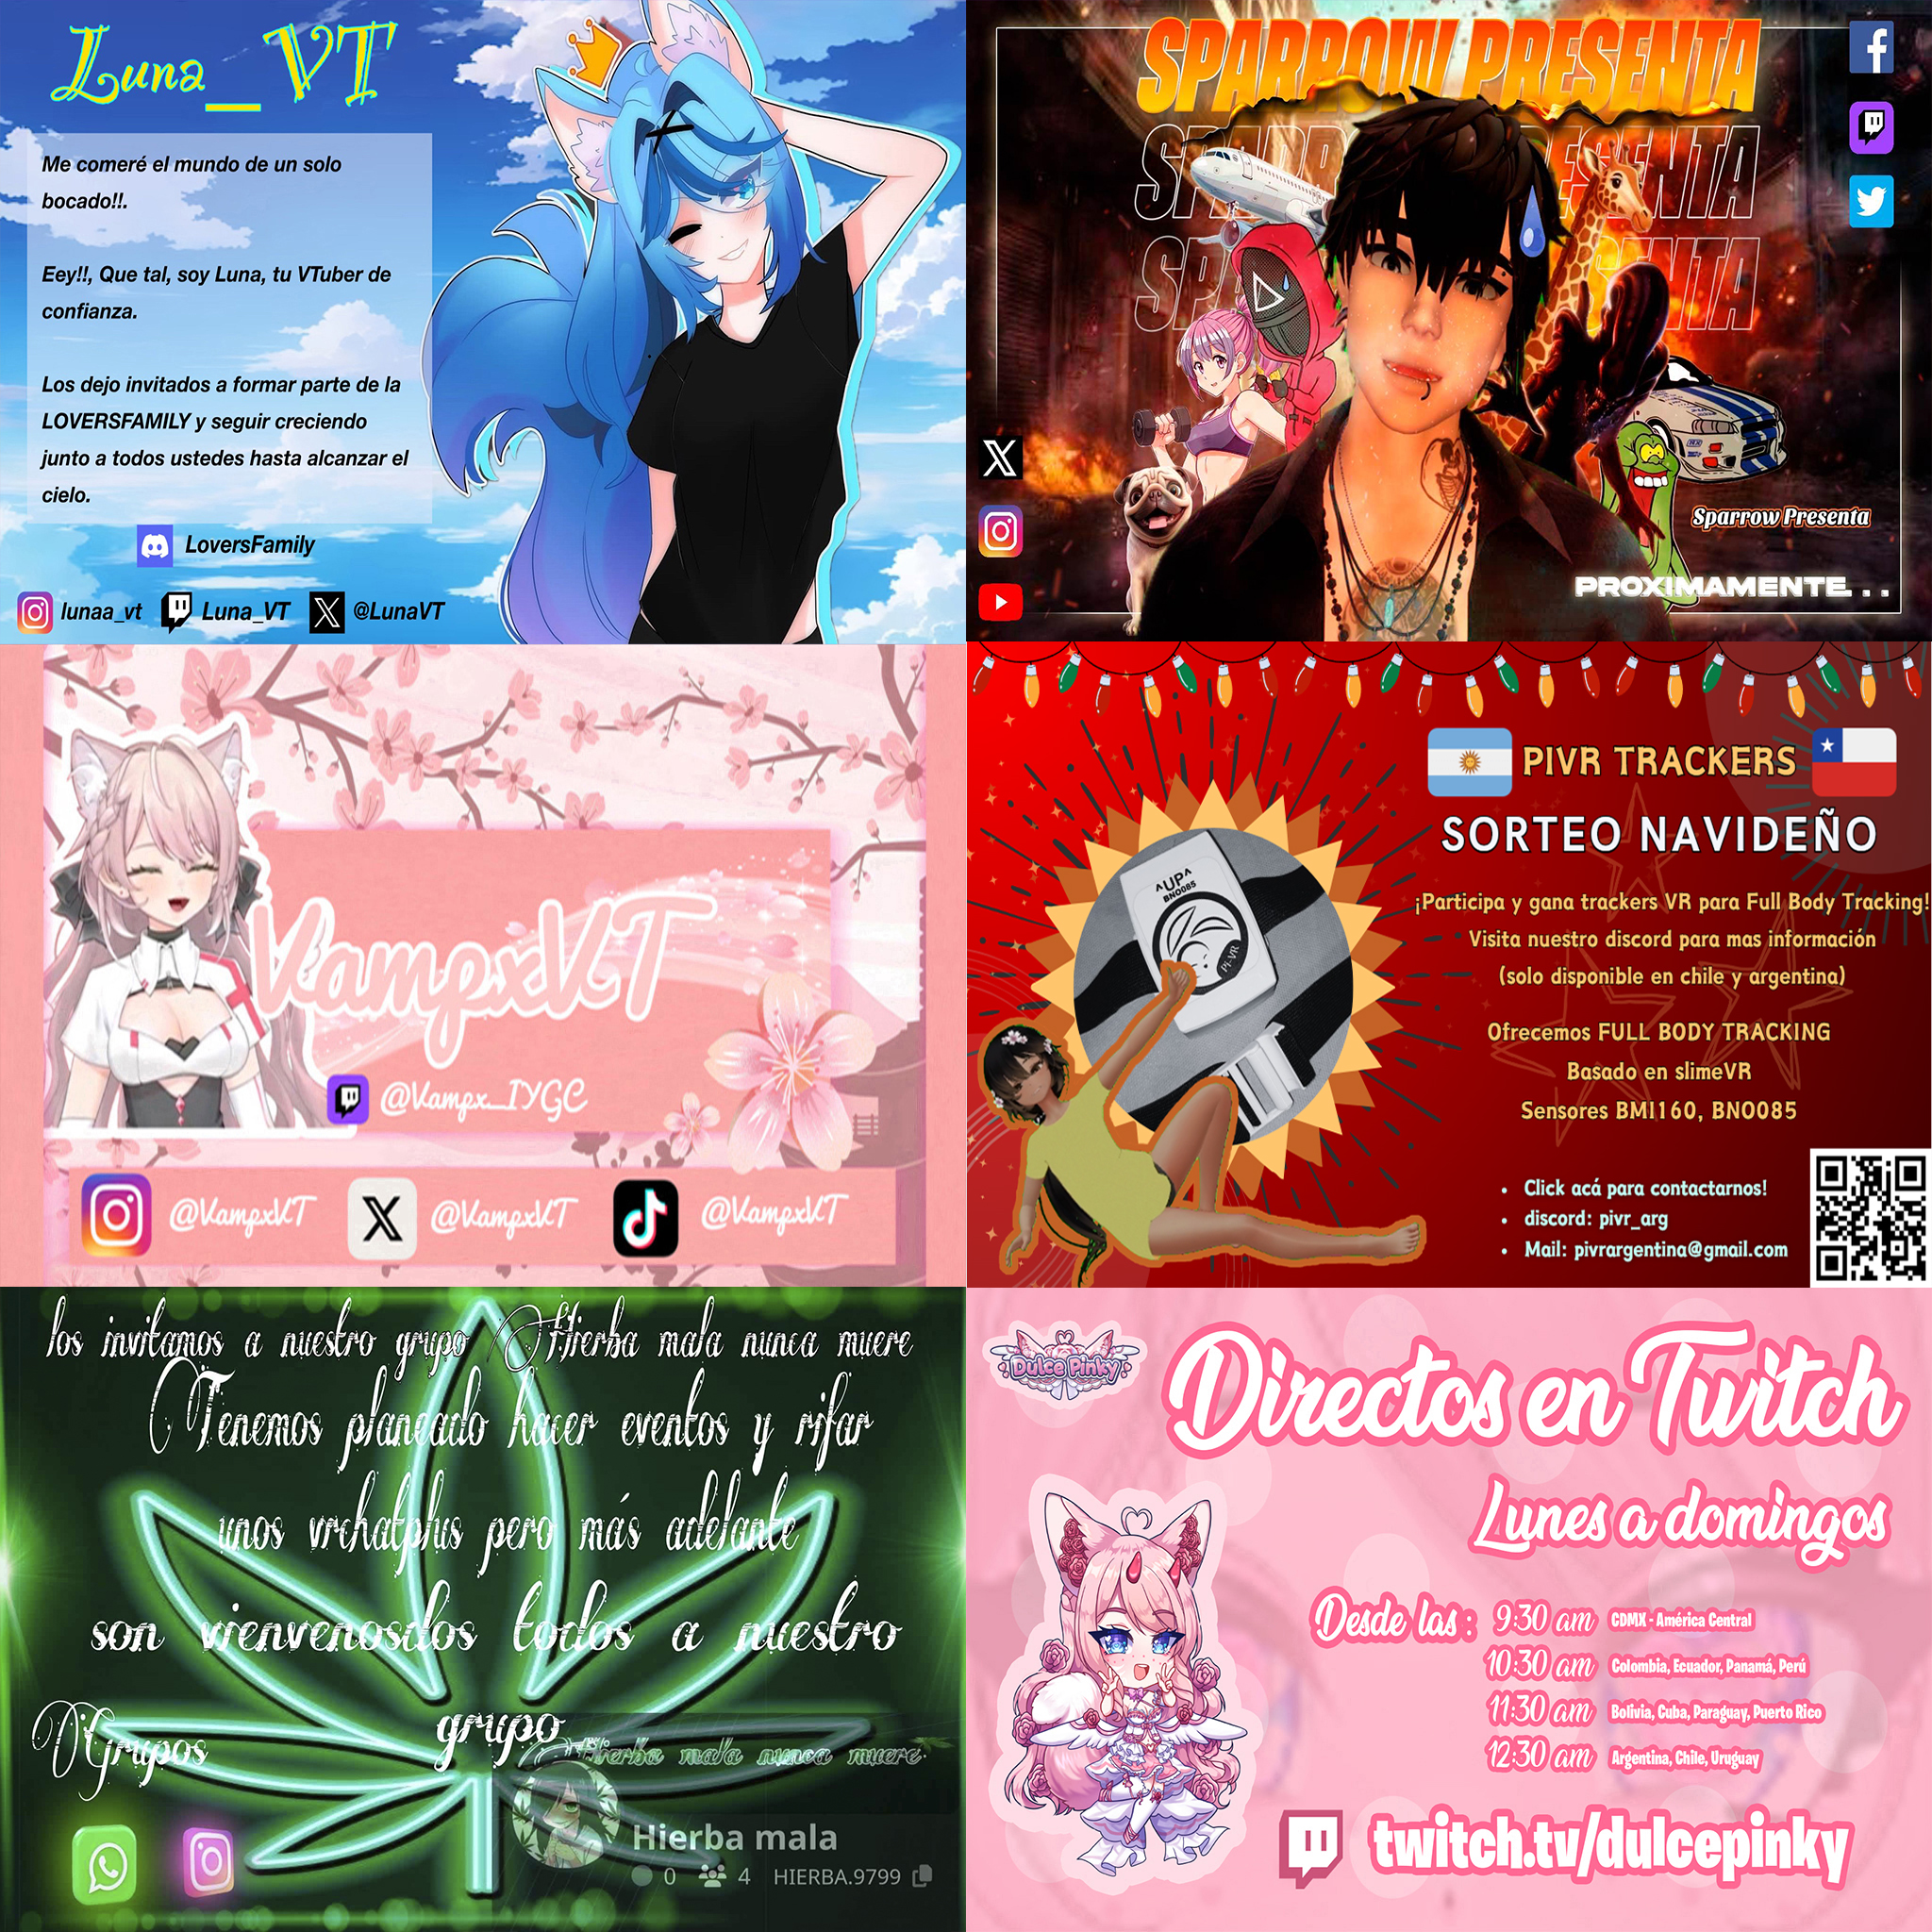 Luna_VT
Me comeré el mundo de un solo
bocado!!.
Eey!!, Que tal, soy Luna, tu VTuber de
confianza.
Los dejo invitados a formar parte de la
LOVERSFAMILY y seguir creciendo
junto a todos ustedes hasta alcanzar el
cielo.
LoversFamily
lunaa_vt
Luna_VT
@LunaVT
SPARROW PRESENTA
SPARROW PRESENTA
Sparrow Presenta
PROXIMAMENTE...
VampxVT
@Vampx_IYGC
@VampxVT
@VampxVT
@VampxVT
PIVR TRACKERS
SORTEO NAVIDEÑO
¡Participa y gana trackers VR para Full Body Tracking!
Visita nuestro discord para mas información
(solo disponible en chile y argentina)
Ofrecemos FULL BODY TRACKING
Basado en slimeVR
Sensores BMI160, BNO085
• Click acá para contactarnos!
• discord: pivr_arg
• Mail: pivrargentina@gmail.com
^UP^
BNO085
Pi-VR
los invitamos a nuestro grupo Hierba mala nunca muere
Tenemos planeado hacer eventos y rifar
unos vrchatplus pero más adelante
son vienvenosdos todos a nuestro
grupo
Grupos
Hierba mala nunca muere
Hierba mala
0 4 HIERBA.9799
Dulce Pinky
Directos en Twitch
Lunes a domingos
Desde las: 9:30 am CDMX - América Central
10:30 am Colombia, Ecuador, Panamá, Perú
11:30 am Bolivia, Cuba, Paraguay, Puerto Rico
12:30 am Argentina, Chile, Uruguay
twitch.tv/dulcepinky